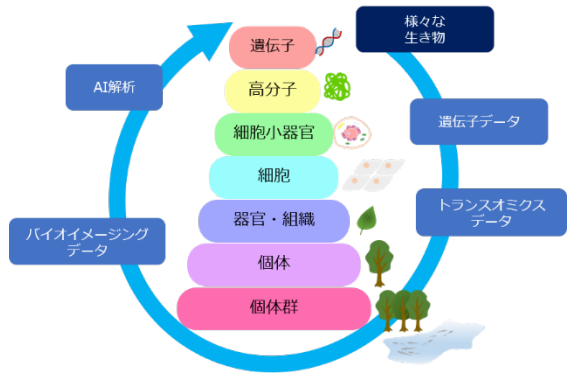 様々な
生き物
遺伝子
高分子
細胞小器官
細胞
器官・組織
個体
個体群
遺伝子データ
トランスオミクス
データ
バイオイメージング
データ
AI解析